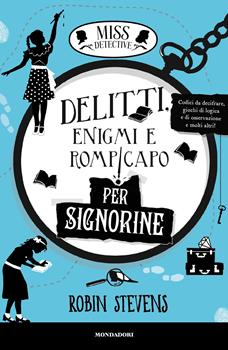 MISS
DETECTIVE
DELITTI,
ENIGMI E
ROMPICAPO
PER
SIGNORINE
Codici da decifrare,
giochi di logica
e di osservazione
e molti altri!
ROBIN STEVENS
MONDADORI